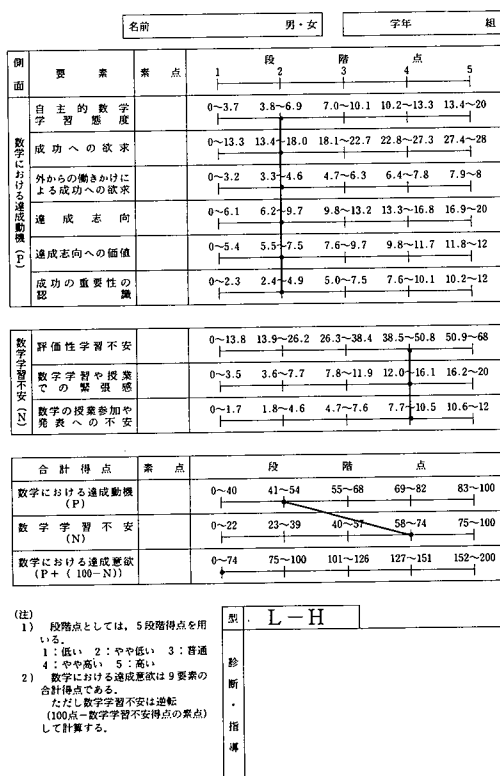 名前 男・女
学年 組
側面 要素 素点 段階点
1 2 3 4 5
数学における達成動機(P)
自主的数学学習態度 0〜3.7 3.8〜6.9 7.0〜10.1 10.2〜13.3 13.4〜20
成功への欲求 0〜13.3 13.4〜18.0 18.1〜22.7 22.8〜27.3 27.4〜28
外からの働きかけによる成功への欲求 0〜3.2 3.3〜4.6 4.7〜6.3 6.4〜7.8 7.9〜8
達成志向 0〜6.1 6.2〜9.7 9.8〜13.2 13.3〜16.8 16.9〜20
達成志向への価値 0〜5.4 5.5〜7.5 7.6〜9.7 9.8〜11.7 11.8〜12
成功の重要性の認識 0〜2.3 2.4〜4.9 5.0〜7.5 7.6〜10.1 10.2〜12
数学学習不安(N)
評価性学習不安 0〜13.8 13.9〜26.2 26.3〜38.4 38.5〜50.8 50.9〜68
数学学習や授業での緊張感 0〜3.5 3.6〜7.7 7.8〜11.9 12.0〜16.1 16.2〜20
数学の授業参加や発表への不安 0〜1.7 1.8〜4.6 4.7〜7.6 7.7〜10.5 10.6〜12
合計得点 素点 段階点
数学における達成動機(P) 0〜40 41〜54 55〜68 69〜82 83〜100
数学学習不安(N) 0〜22 23〜39 40〜57 58〜74 75〜100
数学における達成意欲(P+(100-N)) 0〜74 75〜100 101〜126 127〜151 152〜200
(注)
1) 段階点としては,5段階得点を用
いる.
1:低い 2:やや低い 3:普通
4:やや高い 5:高い
2) 数学における達成意欲は9要素の
合計得点である.
ただし数学学習不安は逆転
(100点-数学学習不安得点の素点)
して計算する.
型 L-H
診断・指導